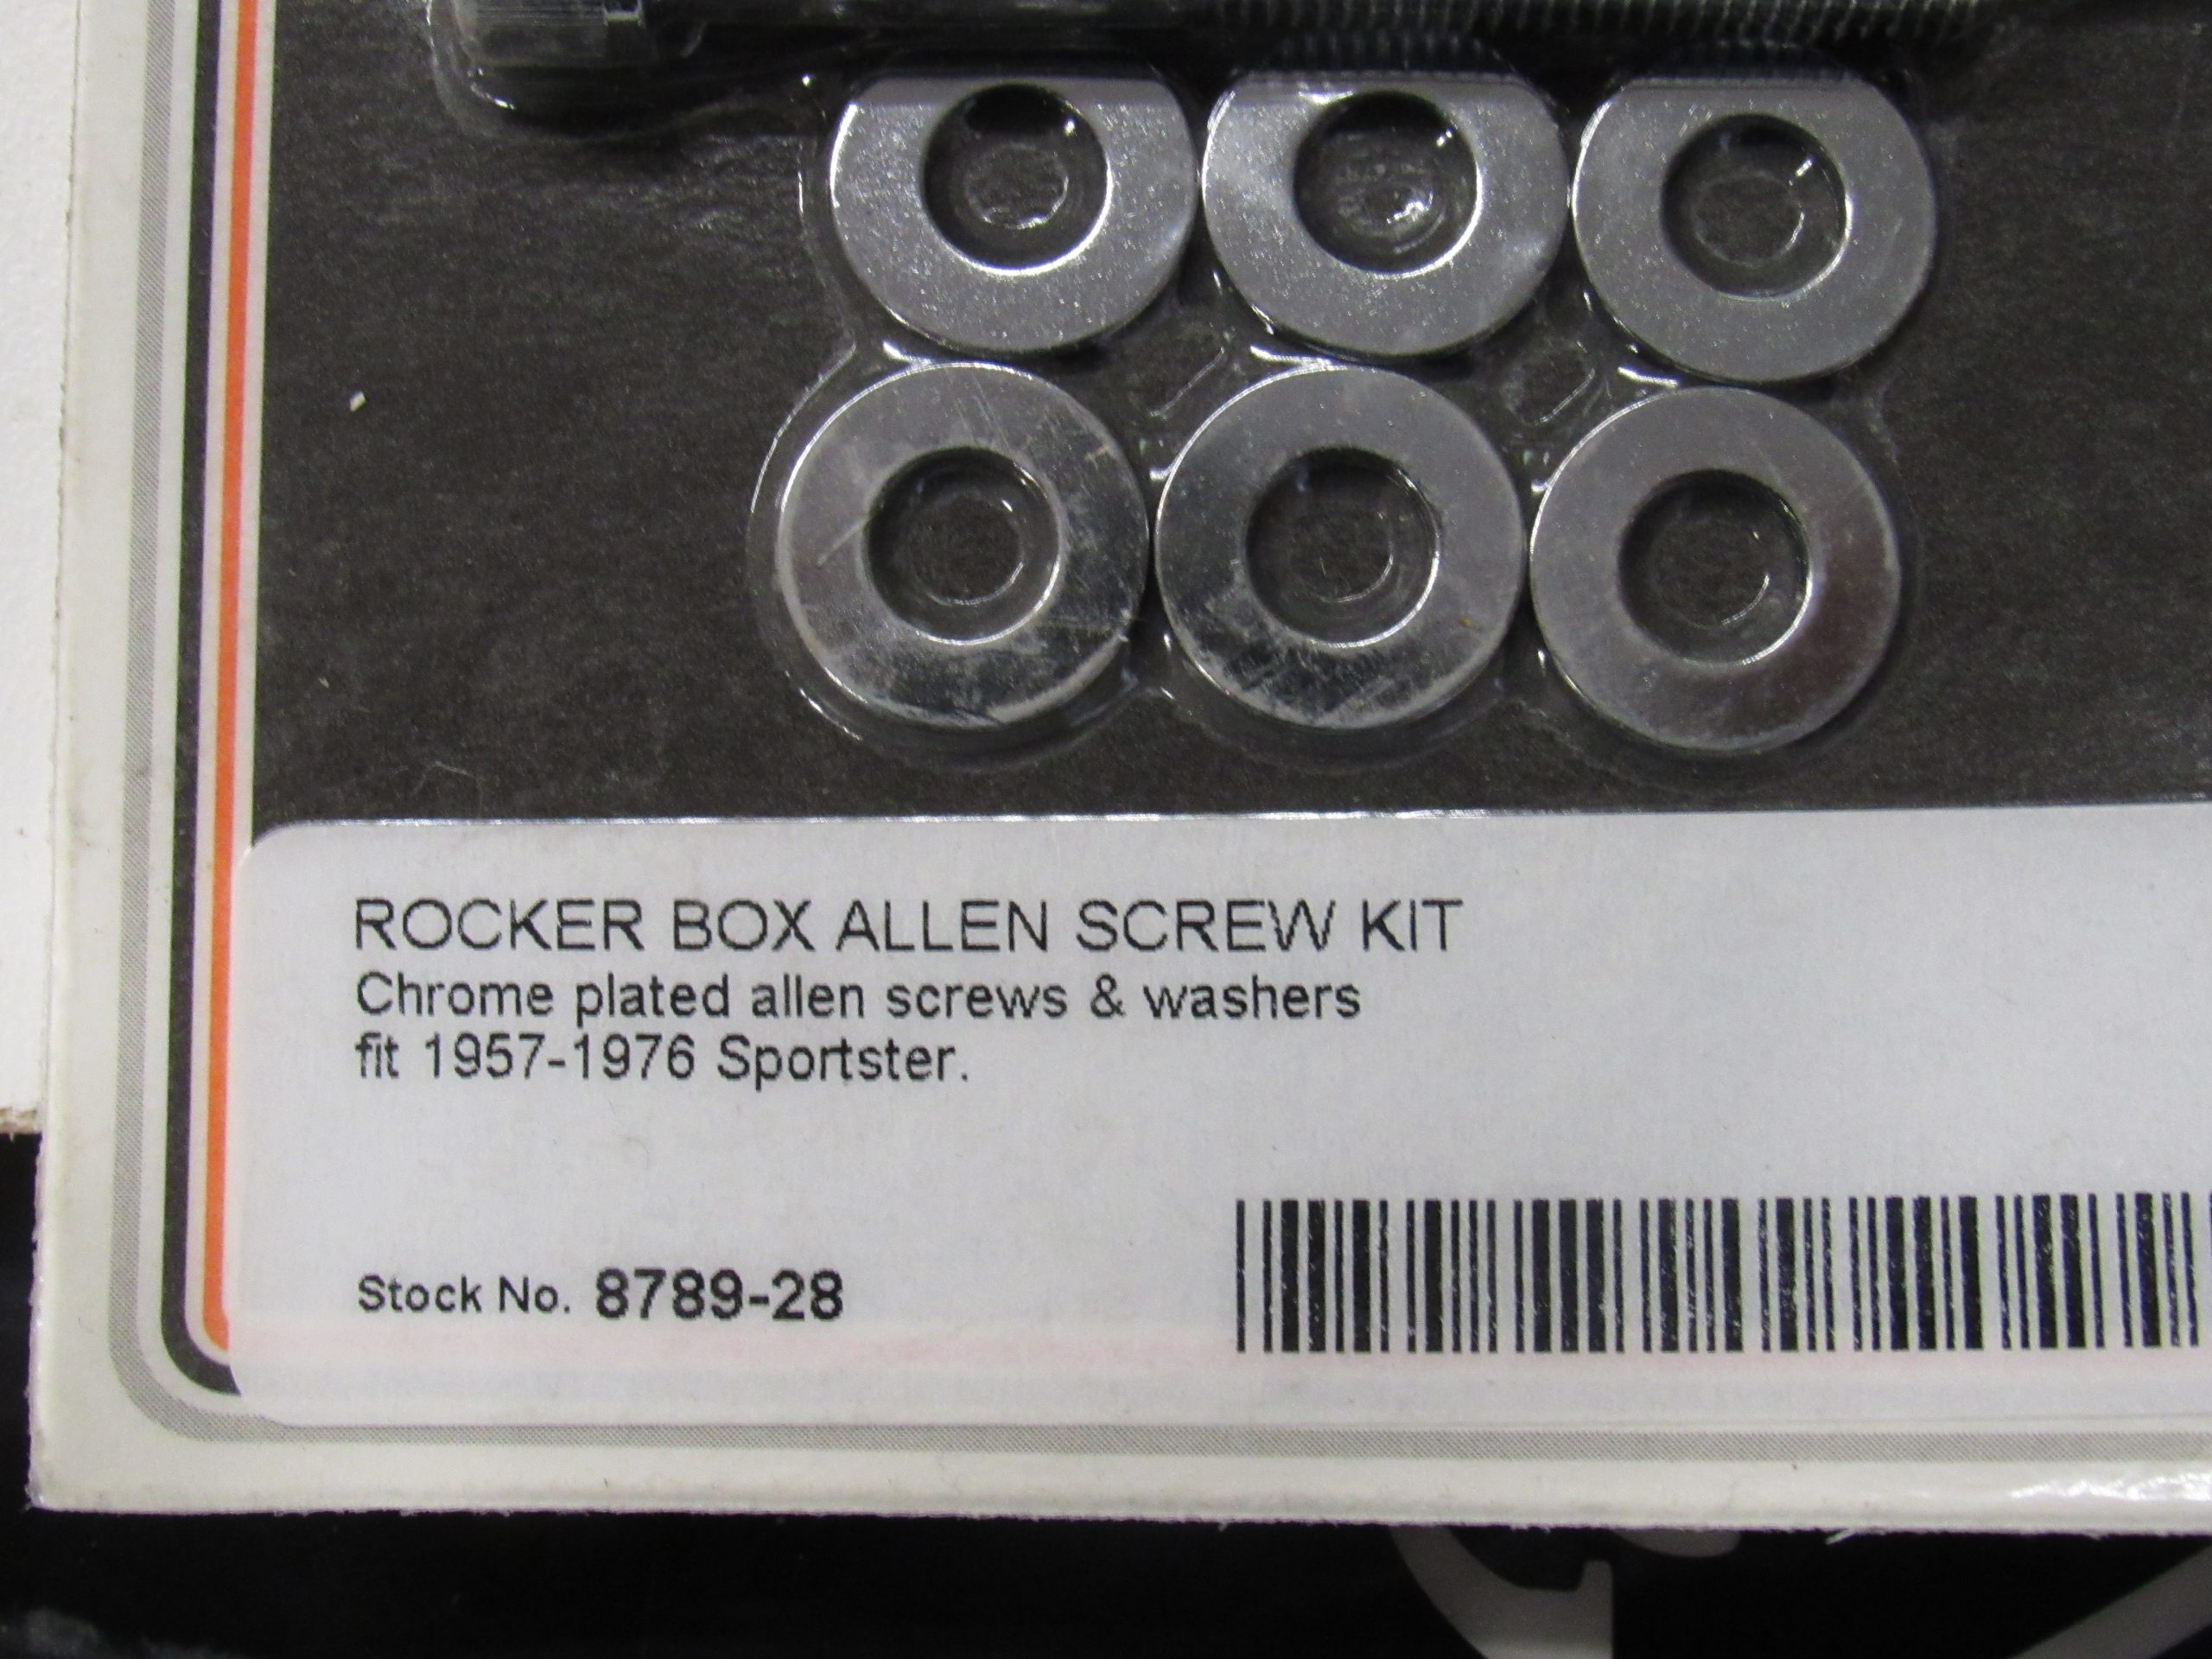 ROCKER BOX ALLEN SCREW KIT
Chrome plated allen screws & washers
fit 1957-1976 Sportster.
Stock No. 8789-28